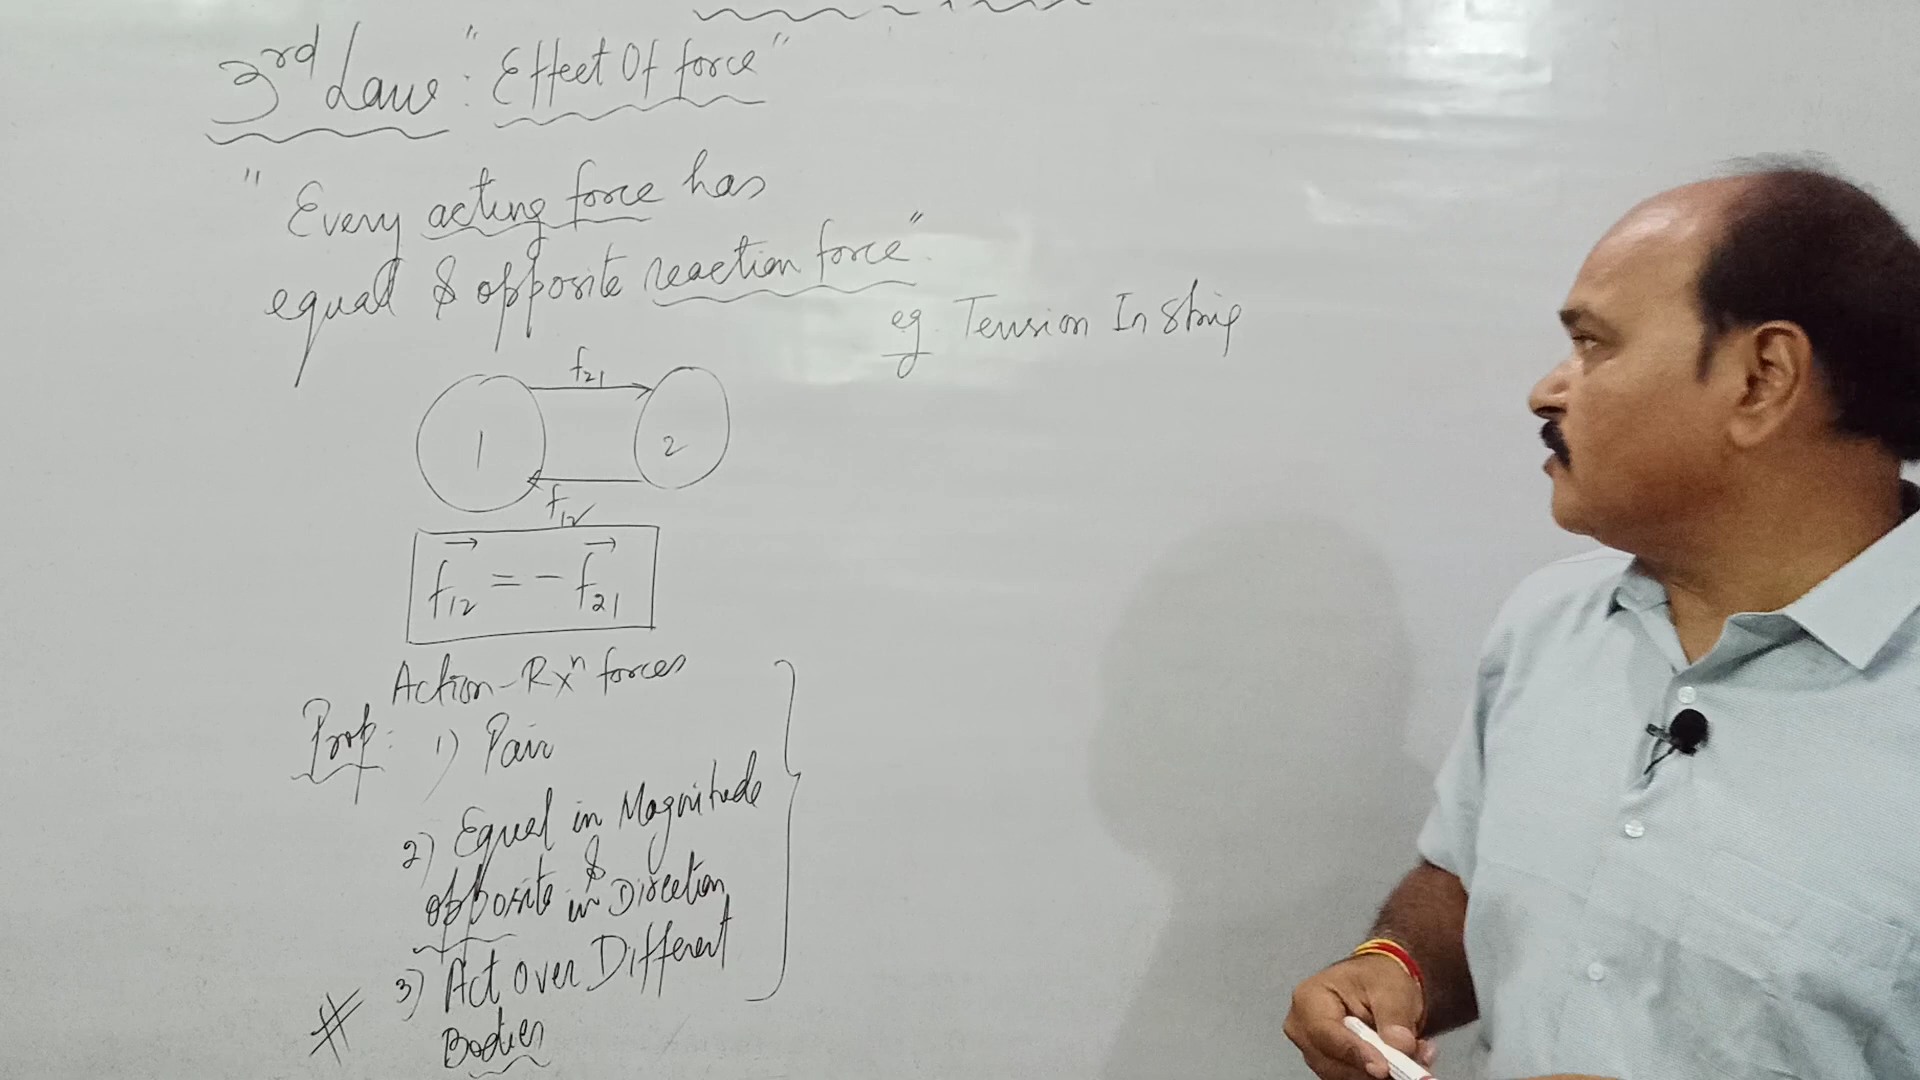 3rd Law: "Effect Of force"
"Every acting force has
equal & opposite reaction force"
eg. Tension In String
f21
1
2
f12
f12 = - f21
Action-Rxn forces
Prop: 1) Pair
2) Equal in Magnitude
&
opposite in Direction
3) Act over Different
# Bodies